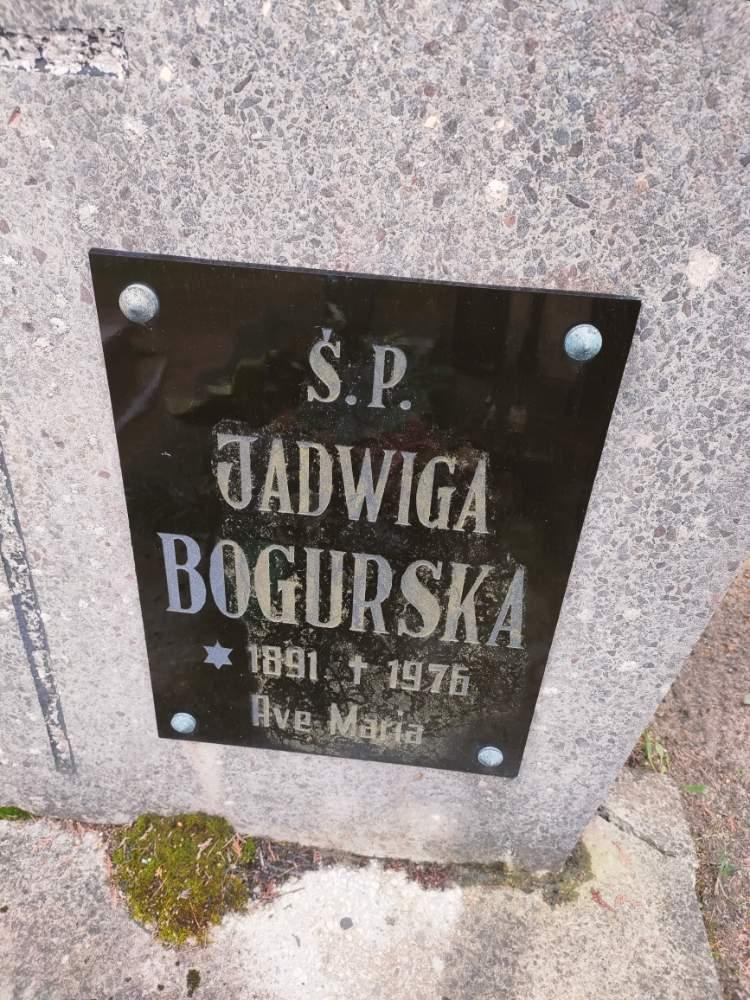 Ś.P.
JADWIGA
BOGURSKA
✶ 1891 ✝ 1976
Ave Maria